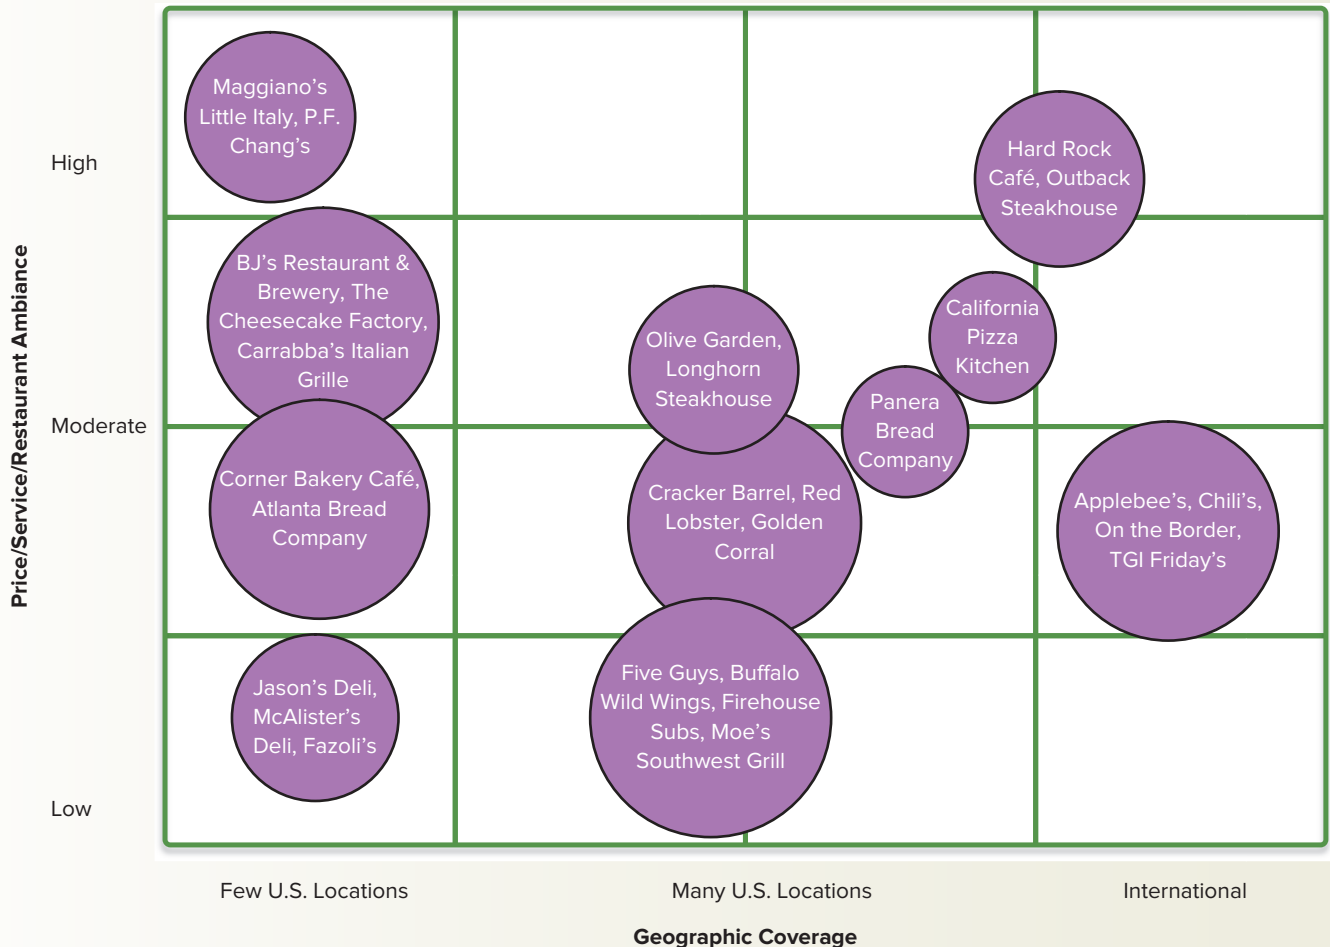 Price/Service/Restaurant Ambiance
High
Moderate
Low
Maggiano’s
Little Italy, P.F.
Chang’s
Hard Rock
Café, Outback
Steakhouse
BJ’s Restaurant &
Brewery, The
Cheesecake Factory,
Carrabba’s Italian
Grille
Olive Garden,
Longhorn
Steakhouse
California
Pizza
Kitchen
Panera
Bread
Company
Corner Bakery Café,
Atlanta Bread
Company
Cracker Barrel, Red
Lobster, Golden
Corral
Applebee’s, Chili’s,
On the Border,
TGI Friday’s
Jason’s Deli,
McAlister’s
Deli, Fazoli’s
Five Guys, Buffalo
Wild Wings, Firehouse
Subs, Moe’s
Southwest Grill
Few U.S. Locations
Many U.S. Locations
International
Geographic Coverage